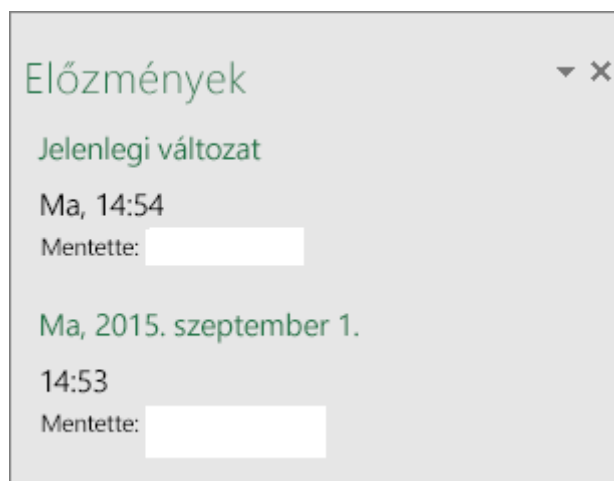 Előzmények
Jelenlegi változat
Ma, 14:54
Mentette:
Ma, 2015. szeptember 1.
14:53
Mentette: